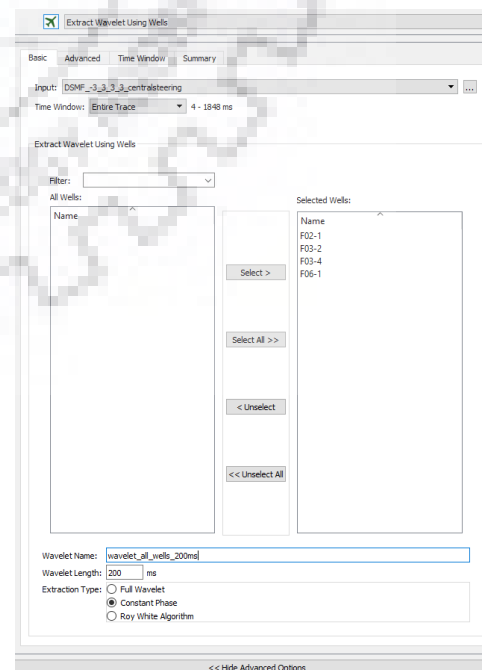 Extract Wavelet Using Wells
Basic Advanced Time Window Summary
Input: DSMF_-3_3_3_3_centralsteering ...
Time Window: Entire Trace 4 - 1848 ms
Extract Wavelet Using Wells
Filter:
All Wells: Selected Wells:
Name Name
F02-1
F03-2
F03-4
F06-1
Select >
Select All >>
< Unselect
<< Unselect All
Wavelet Name: wavelet_all_wells_200ms
Wavelet Length: 200 ms
Extraction Type: Full Wavelet
Constant Phase
Roy White Algorithm
<< Hide Advanced Options